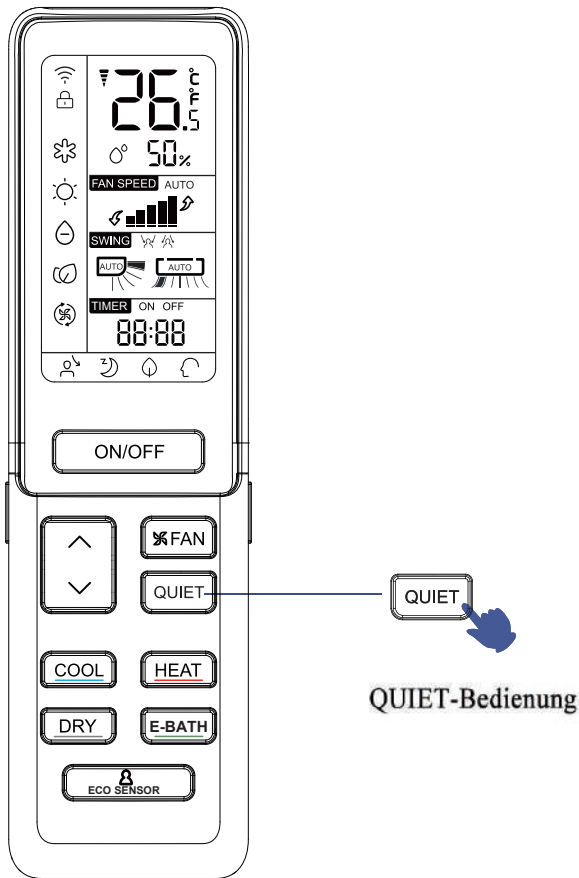 26.5 °C °F
50%
FAN SPEED AUTO
SWING
AUTO AUTO
TIMER ON OFF
88:88
z
ON/OFF
FAN
QUIET
QUIET
COOL HEAT
DRY E-BATH
ECO SENSOR
QUIET-Bedienung